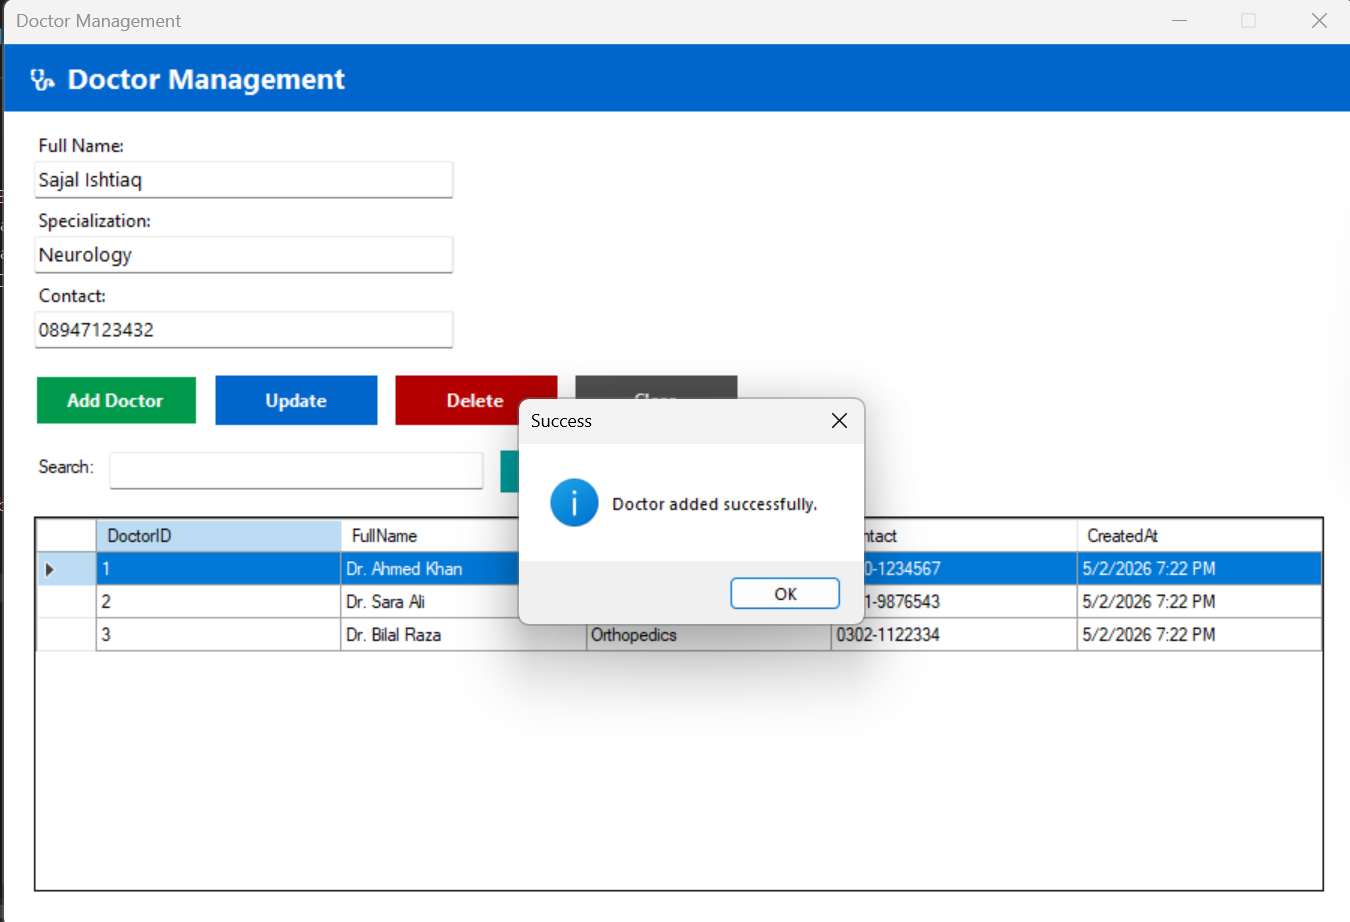 Doctor Management
Doctor Management
Full Name:
Sajal Ishtiaq
Specialization:
Neurology
Contact:
08947123432
Add Doctor Update Delete
Success
Search:
Doctor added successfully.
OK
DoctorID FullName CreatedAt
1 Dr. Ahmed Khan 5/2/2026 7:22 PM
2 Dr. Sara Ali 5/2/2026 7:22 PM
3 Dr. Bilal Raza Orthopedics 0302-1122334 5/2/2026 7:22 PM